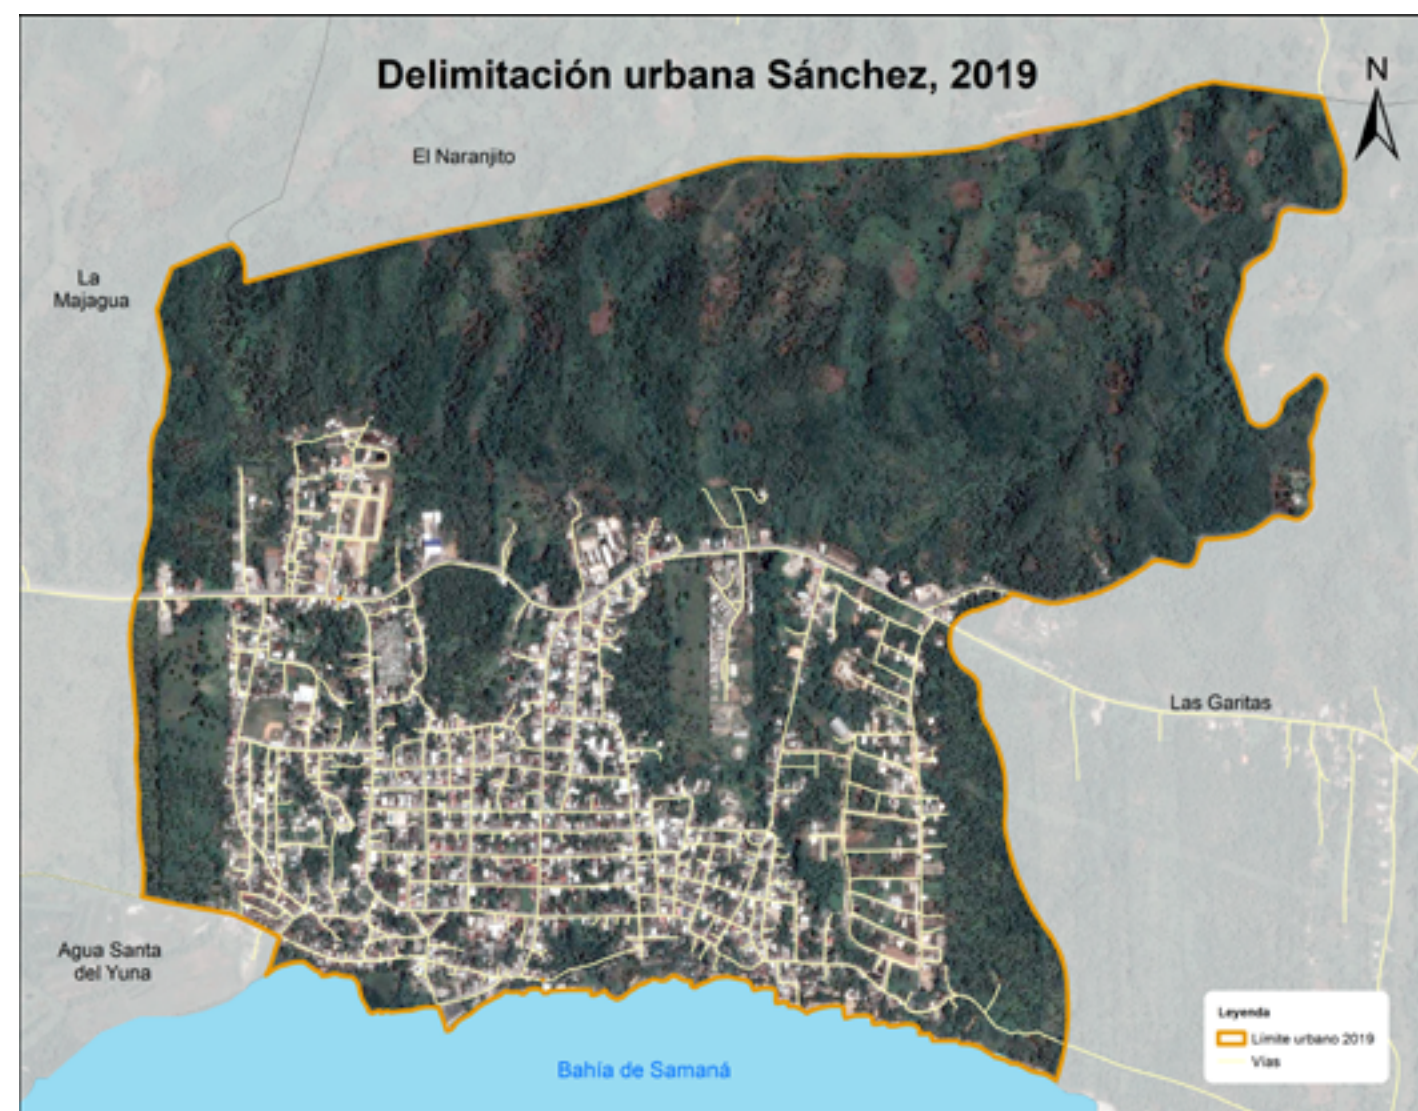 Delimitación urbana Sánchez, 2019
N
El Naranjito
La
Majagua
Las Garitas
Agua Santa
del Yuna
Bahía de Samaná
Leyenda
Límite urbano 2019
Vías